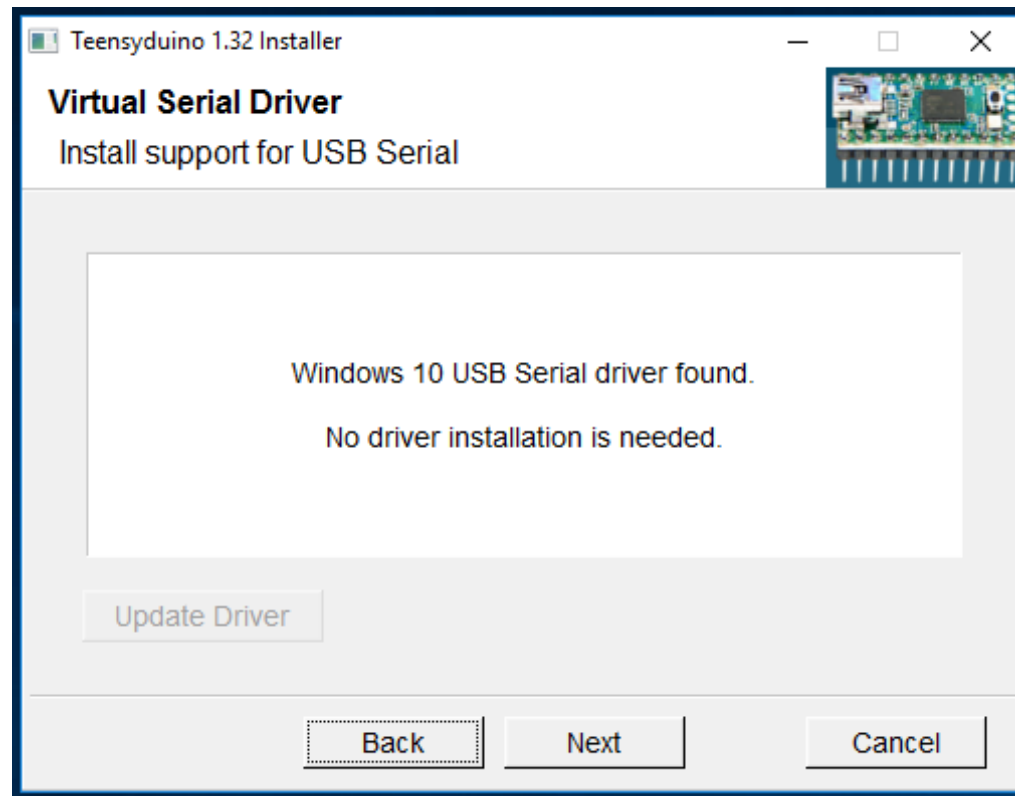 Teensyduino 1.32 Installer
Virtual Serial Driver
Install support for USB Serial
Windows 10 USB Serial driver found.
No driver installation is needed.
Update Driver
Back
Next
Cancel